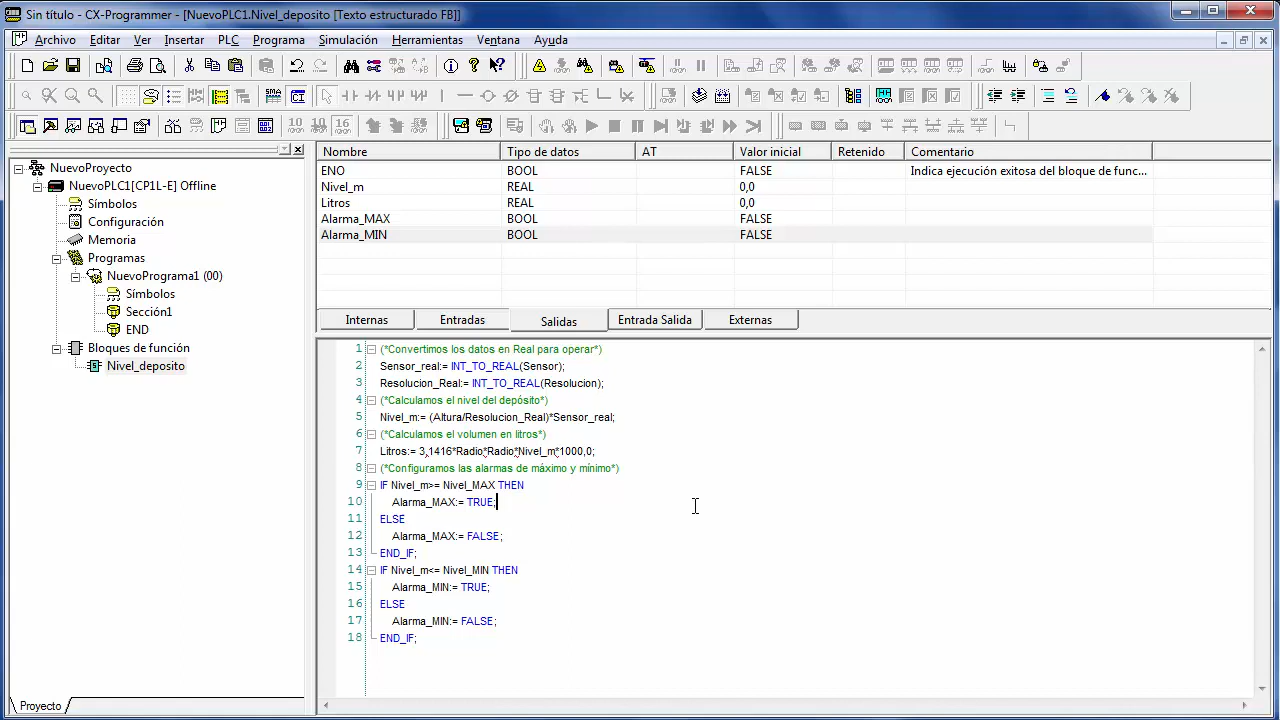 Sin título - CX-Programmer - [NuevoPLC1.Nivel_deposito [Texto estructurado FB]]
Archivo Editar Ver Insertar PLC Programa Simulación Herramientas Ventana Ayuda
SMA CI
10 10 16
NuevoProyecto
NuevoPLC1[CP1L-E] Offline
Símbolos
Configuración
Memoria
Programas
NuevoPrograma1 (00)
Símbolos
Sección1
END
Bloques de función
Nivel_deposito
Proyecto
Nombre Tipo de datos AT Valor inicial Retenido Comentario
ENO BOOL FALSE Indica ejecución exitosa del bloque de func...
Nivel_m REAL 0,0
Litros REAL 0,0
Alarma_MAX BOOL FALSE
Alarma_MIN BOOL FALSE
Internas Entradas Salidas Entrada Salida Externas
1 (*Convertimos los datos en Real para operar*)
2 Sensor_real:= INT_TO_REAL(Sensor);
3 Resolucion_Real:= INT_TO_REAL(Resolucion);
4 (*Calculamos el nivel del depósito*)
5 Nivel_m:= (Altura/Resolucion_Real)*Sensor_real;
6 (*Calculamos el volumen en litros*)
7 Litros:= 3,1416*Radio*Radio*Nivel_m*1000,0;
8 (*Configuramos las alarmas de máximo y mínimo*)
9 IF Nivel_m>= Nivel_MAX THEN
10 Alarma_MAX:= TRUE;
11 ELSE
12 Alarma_MAX:= FALSE;
13 END_IF;
14 IF Nivel_m<= Nivel_MIN THEN
15 Alarma_MIN:= TRUE;
16 ELSE
17 Alarma_MIN:= FALSE;
18 END_IF;